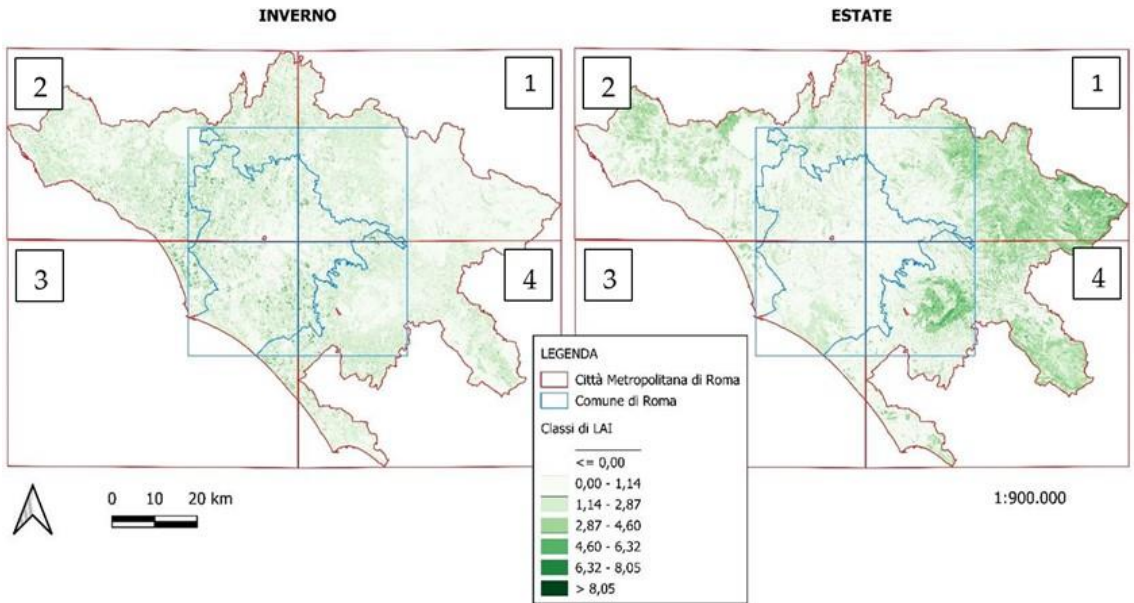 INVERNO
ESTATE
2
1
2
1
3
4
3
4
LEGENDA
Città Metropolitana di Roma
Comune di Roma
Classi di LAI
<= 0,00
0,00 - 1,14
1,14 - 2,87
2,87 - 4,60
4,60 - 6,32
6,32 - 8,05
> 8,05
0 10 20 km
1:900.000